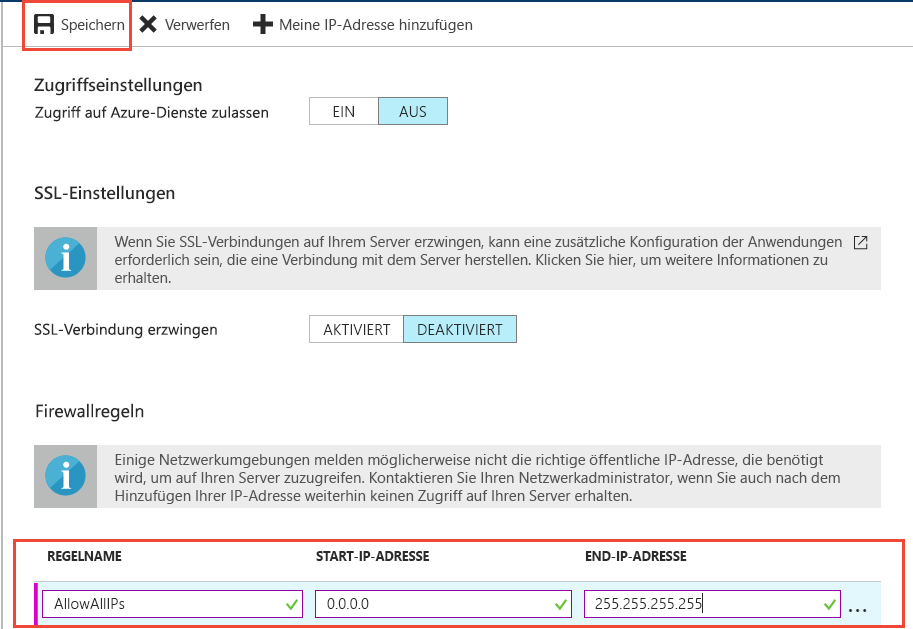 Speichern Verwerfen Meine IP-Adresse hinzufügen
Zugriffseinstellungen
Zugriff auf Azure-Dienste zulassen EIN AUS
SSL-Einstellungen
Wenn Sie SSL-Verbindungen auf Ihrem Server erzwingen, kann eine zusätzliche Konfiguration der Anwendungen
erforderlich sein, die eine Verbindung mit dem Server herstellen. Klicken Sie hier, um weitere Informationen zu
erhalten.
SSL-Verbindung erzwingen AKTIVIERT DEAKTIVIERT
Firewallregeln
Einige Netzwerkumgebungen melden möglicherweise nicht die richtige öffentliche IP-Adresse, die benötigt
wird, um auf Ihren Server zuzugreifen. Kontaktieren Sie Ihren Netzwerkadministrator, wenn Sie auch nach dem
Hinzufügen Ihrer IP-Adresse weiterhin keinen Zugriff auf Ihren Server erhalten.
REGELNAME START-IP-ADRESSE END-IP-ADRESSE
AllowAllIPs 0.0.0.0 255.255.255.255 ...